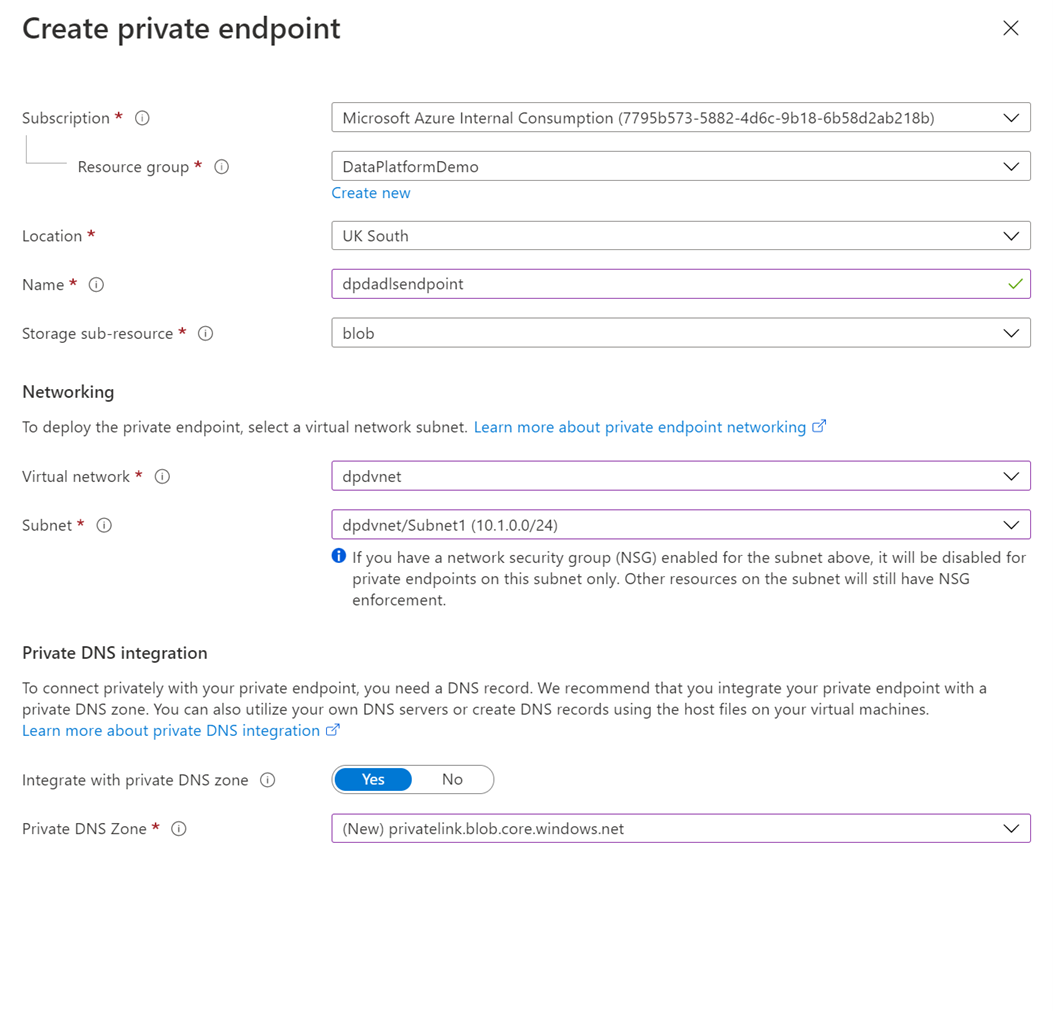 Create private endpoint
Subscription *
Microsoft Azure Internal Consumption (7795b573-5882-4d6c-9b18-6b58d2ab218b)
Resource group *
DataPlatformDemo
Create new
Location *
UK South
Name *
dpdadlsendpoint
Storage sub-resource *
blob
Networking
To deploy the private endpoint, select a virtual network subnet. Learn more about private endpoint networking
Virtual network *
dpdvnet
Subnet *
dpdvnet/Subnet1 (10.1.0.0/24)
If you have a network security group (NSG) enabled for the subnet above, it will be disabled for
private endpoints on this subnet only. Other resources on the subnet will still have NSG
enforcement.
Private DNS integration
To connect privately with your private endpoint, you need a DNS record. We recommend that you integrate your private endpoint with a
private DNS zone. You can also utilize your own DNS servers or create DNS records using the host files on your virtual machines.
Learn more about private DNS integration
Integrate with private DNS zone
Yes No
Private DNS Zone *
(New) privatelink.blob.core.windows.net